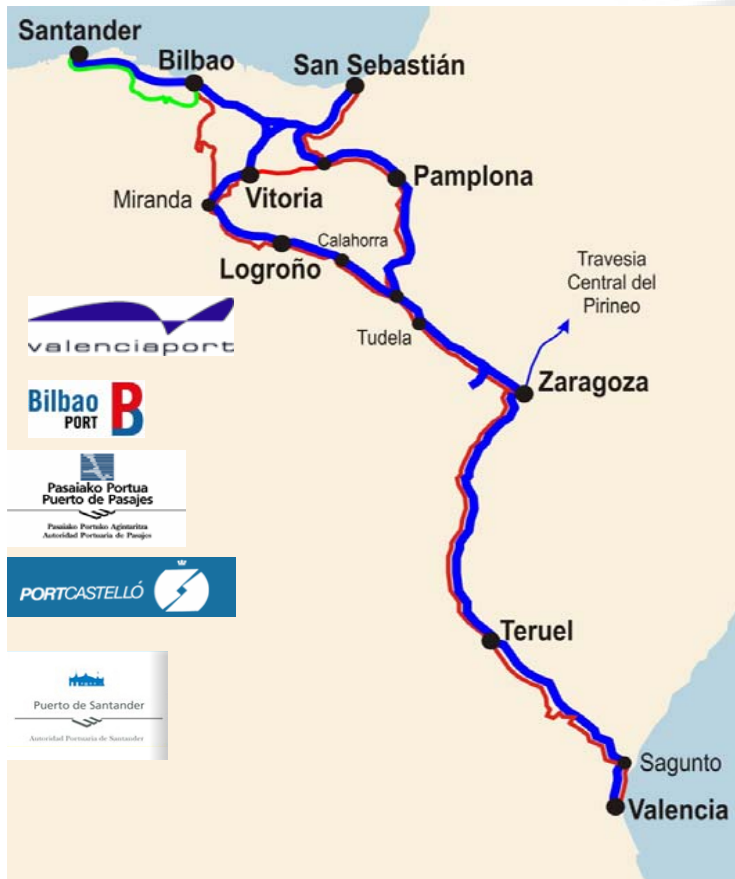 Santander
Bilbao
San Sebastián
Miranda
Vitoria
Pamplona
Calahorra
Logroño
Travesia
Central del
Pirineo
Tudela
Zaragoza
valenciaport
Bilbao
PORT
B
Pasaiako Portua
Puerto de Pasajes
Pasaiako Portuko Agintaritza
Autoridad Portuaria de Pasajes
PORTCASTELLÓ
Teruel
Puerto de Santander
Autoridad Portuaria de Santander
Sagunto
Valencia